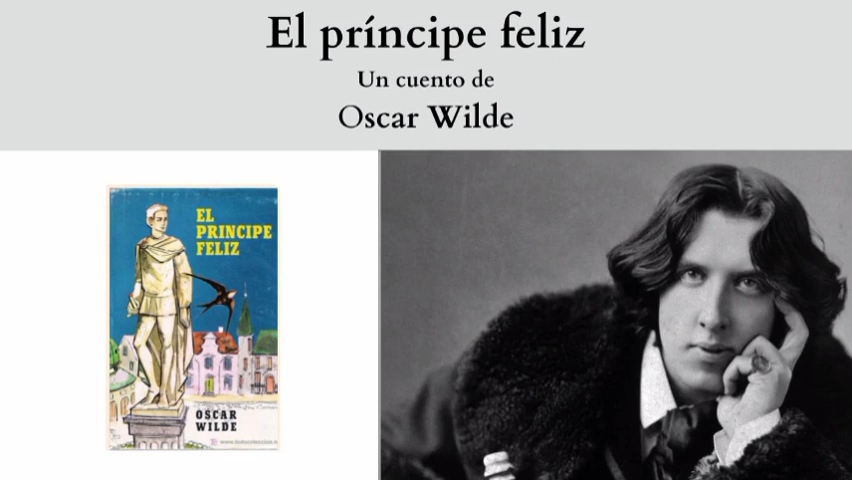 El príncipe feliz
Un cuento de
Oscar Wilde
EL
PRINCIPE
FELIZ
OSCAR
WILDE